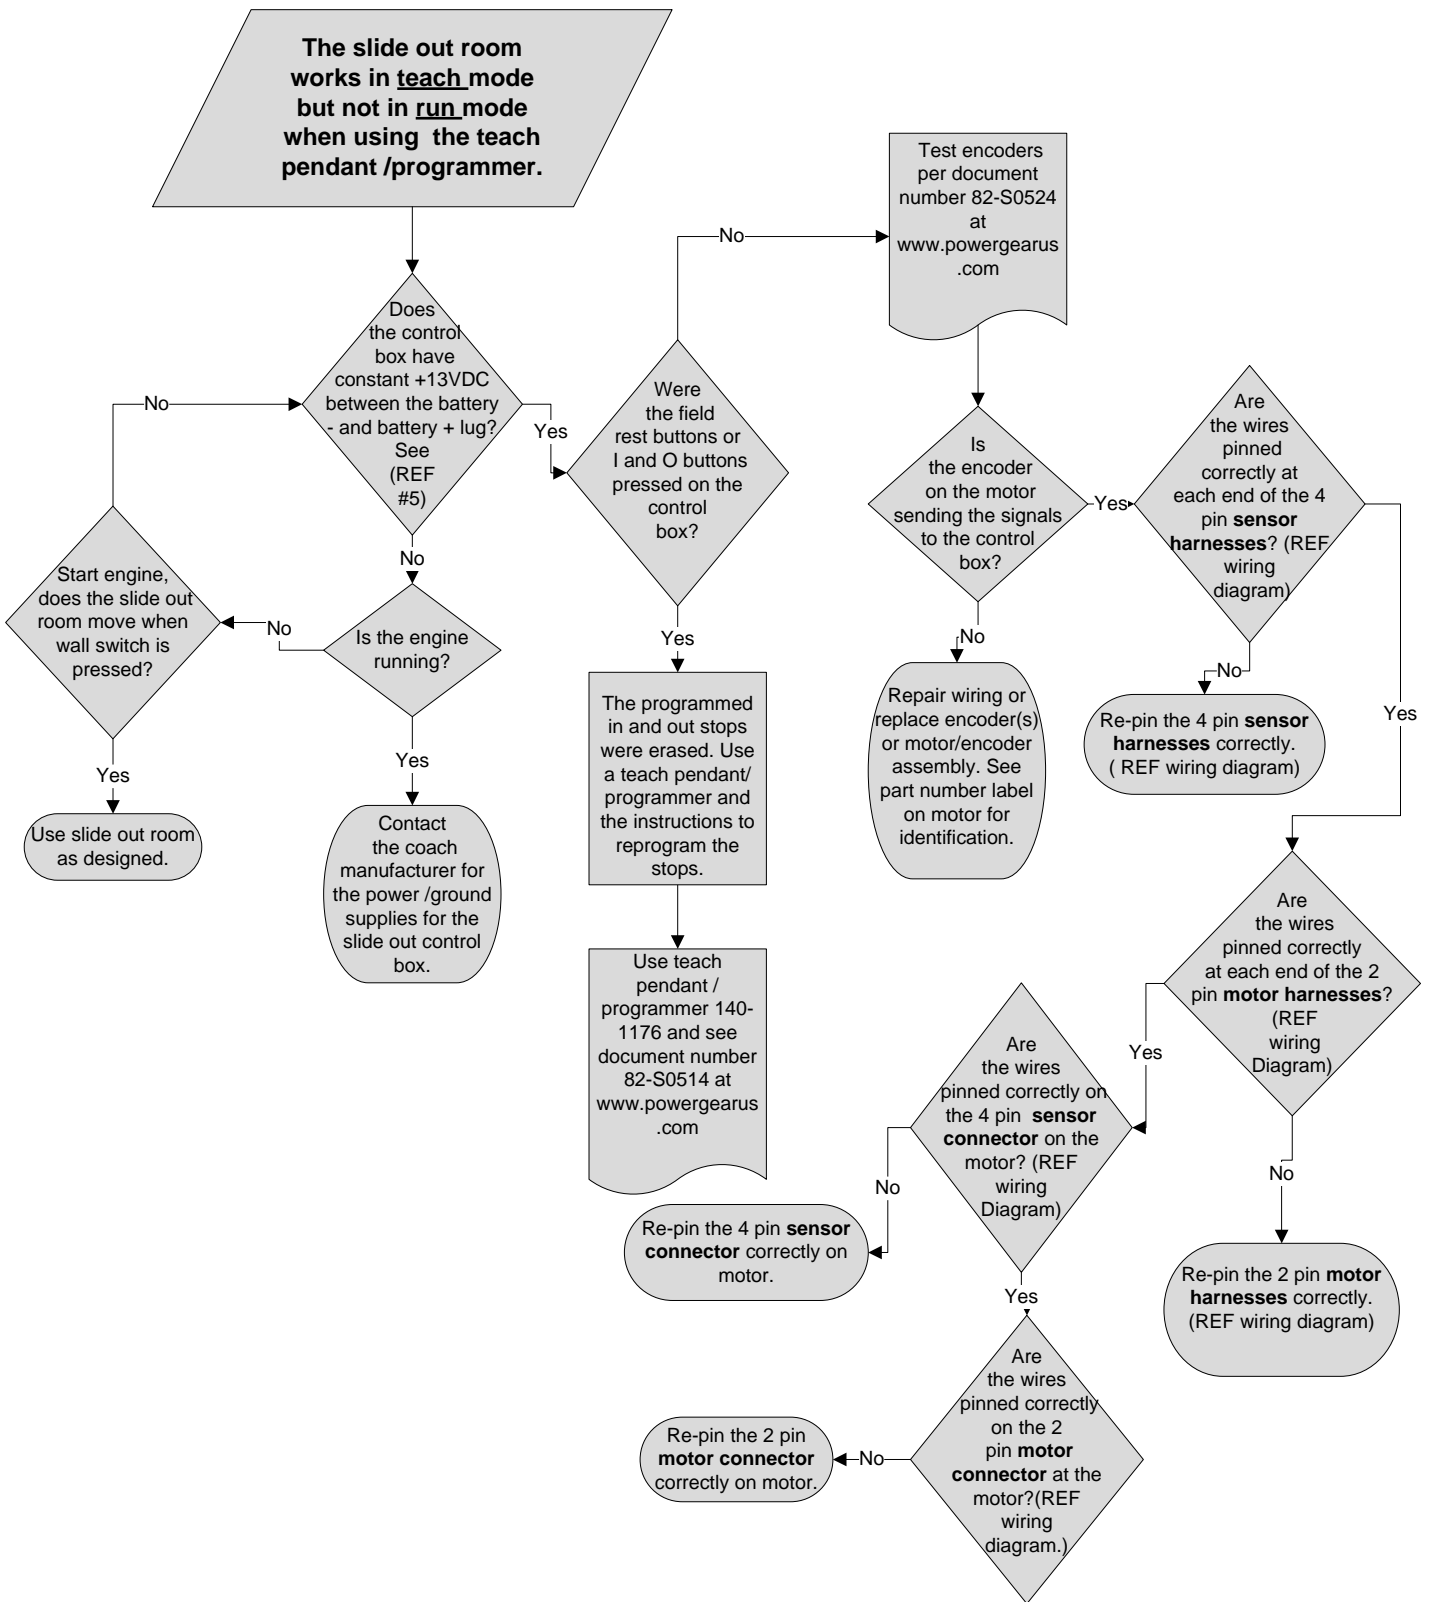 The slide out room
works in teach mode
but not in run mode
when using the teach
pendant /programmer.
Does
the control
box have
constant +13VDC
between the battery
- and battery + lug?
See
(REF
#5)
No
Yes
No
Start engine,
does the slide out
room move when
wall switch is
pressed?
No
Is the engine
running?
Yes
Use slide out room
as designed.
Yes
Contact
the coach
manufacturer for
the power /ground
supplies for the
slide out control
box.
Were
the field
rest buttons or
I and O buttons
pressed on the
control
box?
No
Yes
The programmed
in and out stops
were erased. Use
a teach pendant/
programmer and
the instructions to
reprogram the
stops.
Use teach
pendant /
programmer 140-
1176 and see
document number
82-S0514 at
www.powergearus
.com
Test encoders
per document
number 82-S0524
at
www.powergearus
.com
Is
the encoder
on the motor
sending the signals
to the control
box?
Yes
No
Repair wiring or
replace encoder(s)
or motor/encoder
assembly. See
part number label
on motor for
identification.
Are
the wires
pinned
correctly at
each end of the 4
pin sensor
harnesses? (REF
wiring
diagram)
No
Re-pin the 4 pin sensor
harnesses correctly.
( REF wiring diagram)
Yes
Are
the wires
pinned correctly
at each end of the 2
pin motor harnesses?
(REF
wiring
Diagram)
No
Re-pin the 2 pin motor
harnesses correctly.
(REF wiring diagram)
Yes
Are
the wires
pinned correctly on
the 4 pin sensor
connector on the
motor? (REF
wiring
Diagram)
No
Re-pin the 4 pin sensor
connector correctly on
motor.
Yes
Are
the wires
pinned correctly
on the 2
pin motor
connector at the
motor?(REF
wiring
diagram.)
No
Re-pin the 2 pin
motor connector
correctly on motor.